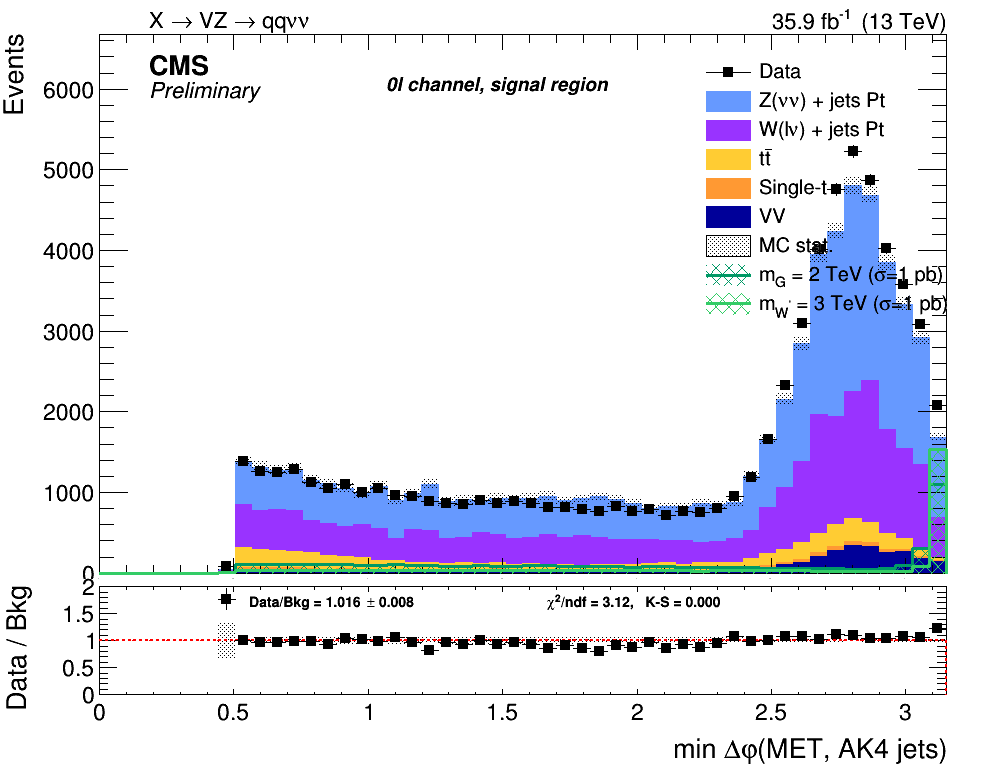 X → VZ → qqνν
35.9 fb⁻¹ (13 TeV)
CMS
Preliminary
0l channel, signal region
Events
6000
5000
4000
3000
2000
1000
0
Data
Z(νν) + jets Pt
W(lν) + jets Pt
tt̄
Single-t
VV
MC stat.
m_G = 2 TeV (σ=1 pb)
m_W' = 3 TeV (σ=1 pb)
Data / Bkg
2
1.5
1
0.5
0
Data/Bkg = 1.016 ± 0.008
χ²/ndf = 3.12, K-S = 0.000
0 0.5 1 1.5 2 2.5 3
min Δφ(MET, AK4 jets)